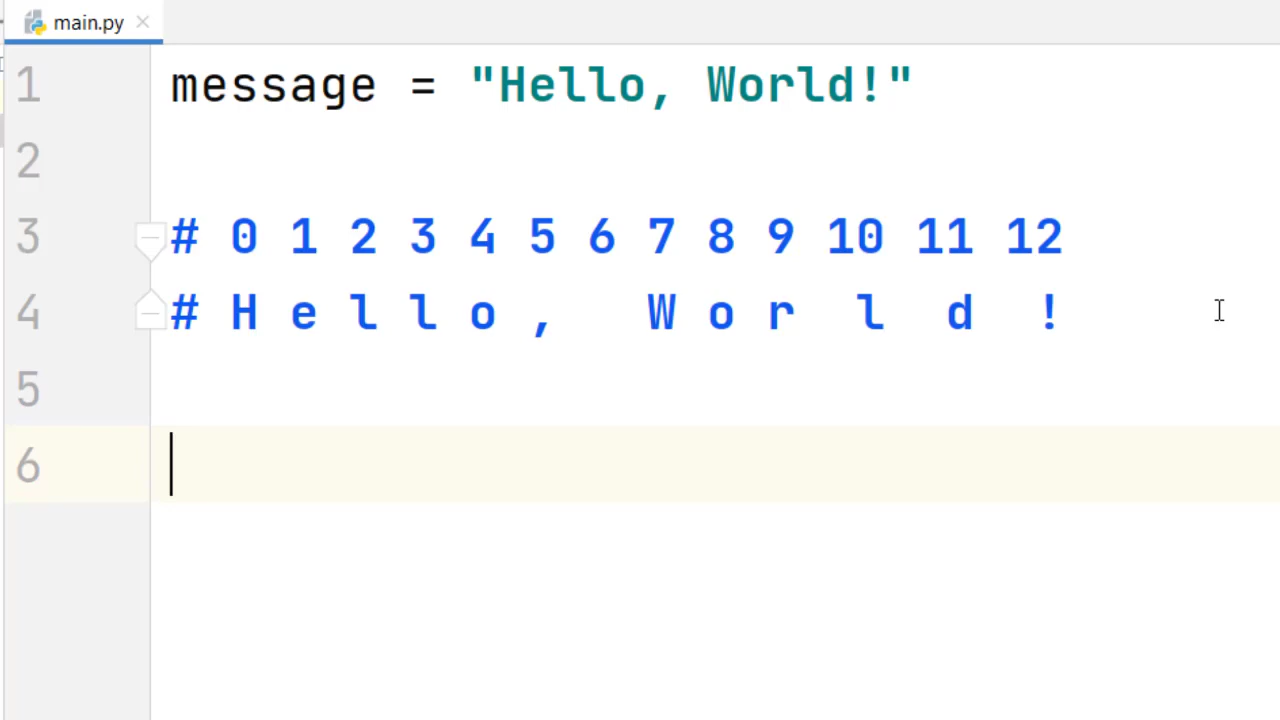 main.py
1 message = "Hello, World!"
2
3 # 0 1 2 3 4 5 6 7 8 9 10 11 12
4 # H e l l o ,   W o r  l  d  !
5
6